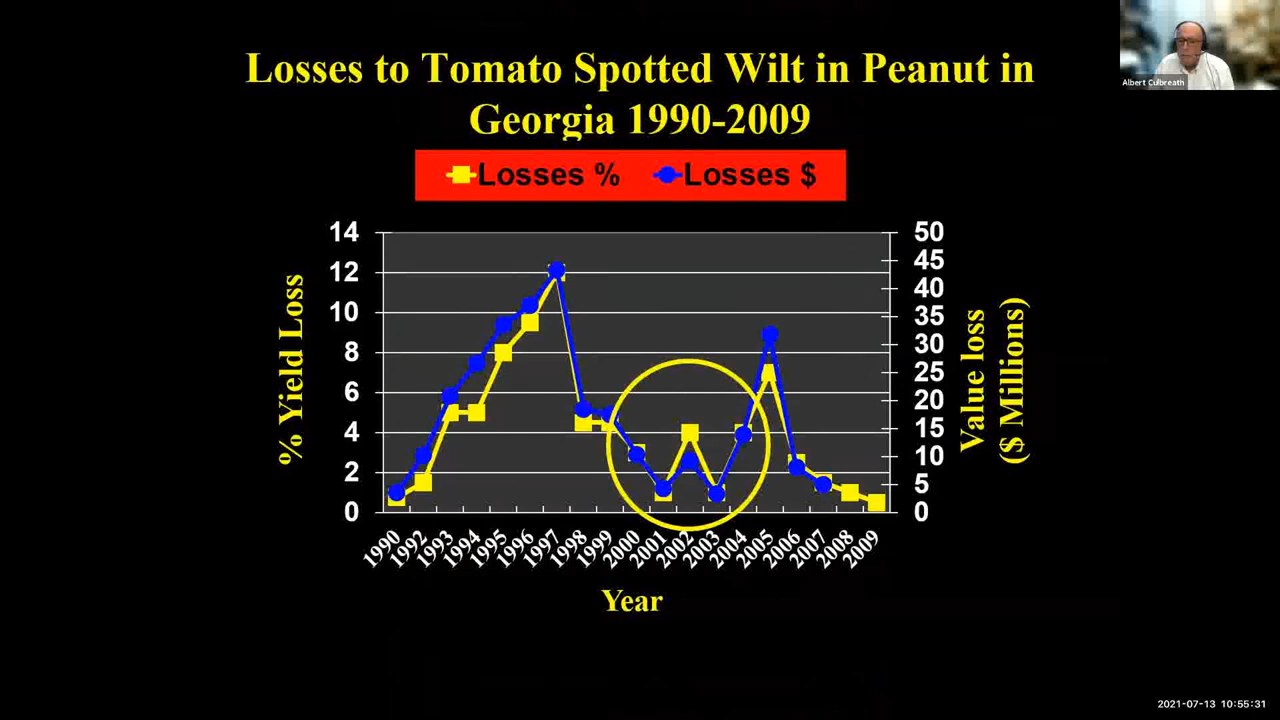 Losses to Tomato Spotted Wilt in Peanut in
Georgia 1990-2009
Albert Culbreath
Losses % Losses $
14
12
10
8
6
4
2
0
% Yield Loss
50
45
40
35
30
25
20
15
10
5
0
Value loss
($ Millions)
1990 1992 1993 1994 1995 1996 1997 1998 1999 2000 2001 2002 2003 2004 2005 2006 2007 2008 2009
Year
2021-07-13 10:55:31